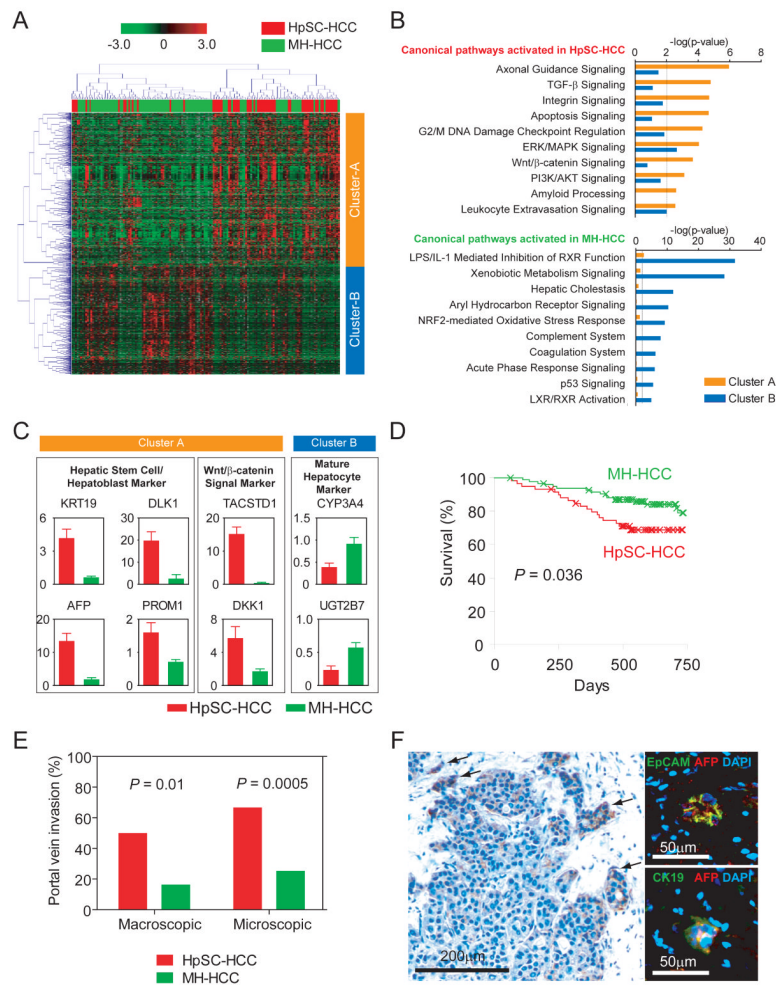 A
-3.0 3.0
HpSC-HCC
MH-HCC
Cluster-A
Cluster-B
B
-log(p-value)
Canonical pathways activated in HpSC-HCC
0 2 4 6 8
Axonal Guidance Signaling
TGF-β Signaling
Integrin Signaling
Apoptosis Signaling
G2/M DNA Damage Checkpoint Regulation
ERK/MAPK Signaling
Wnt/β-catenin Signaling
PI3K/AKT Signaling
Amyloid Processing
Leukocyte Extravasation Signaling
-log(p-value)
Canonical pathways activated in MH-HCC
0 10 20 30 40
LPS/IL-1 Mediated Inhibition of RXR Function
Xenobiotic Metabolism Signaling
Hepatic Cholestasis
Aryl Hydrocarbon Receptor Signaling
NRF2-mediated Oxidative Stress Response
Complement System
Coagulation System
Acute Phase Response Signaling
p53 Signaling
LXR/RXR Activation
Cluster A
Cluster B
C
Cluster A
Cluster B
Hepatic Stem Cell/
Hepatoblast Marker
Wnt/β-catenin
Signal Marker
Mature
Hepatocyte
Marker
KRT19
6
3
0
DLK1
30
20
10
0
TACSTD1
20
10
0
CYP3A4
1.5
1.0
0.5
0
AFP
20
10
0
PROM1
2
1
0
DKK1
8
4
0
UGT2B7
1.0
0.5
0
HpSC-HCC
MH-HCC
D
100
80
60
40
20
0
Survival (%)
MH-HCC
HpSC-HCC
P = 0.036
0 250 500 750
Days
E
100
80
60
40
20
0
Portal vein invasion (%)
P = 0.01
P = 0.0005
Macroscopic
Microscopic
HpSC-HCC
MH-HCC
F
200μm
EpCAM AFP DAPI
50μm
CK19 AFP DAPI
50μm